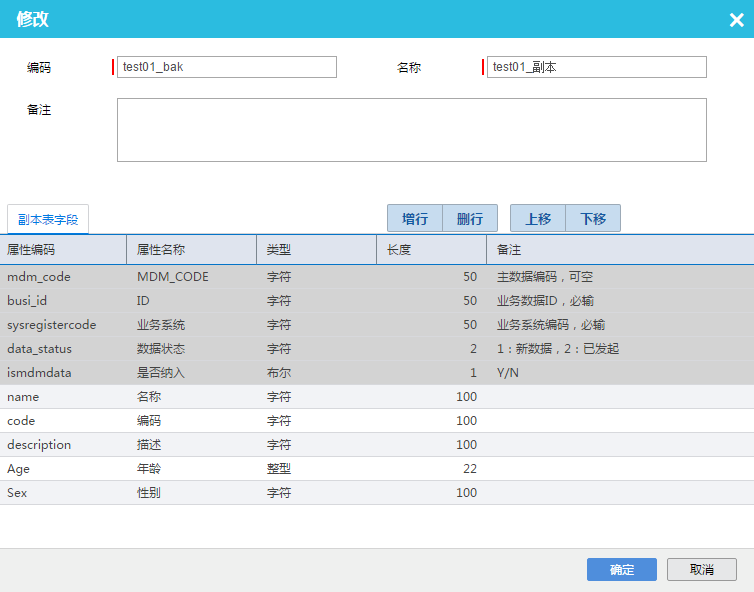 修改
编码 test01_bak 名称 test01_副本
备注
副本表字段 增行 删行 上移 下移
属性编码 属性名称 类型 长度 备注
mdm_code MDM_CODE 字符 50 主数据编码，可空
busi_id ID 字符 50 业务数据ID，必输
sysregistercode 业务系统 字符 50 业务系统编码，必输
data_status 数据状态 字符 2 1：新数据，2：已发起
ismdmdata 是否纳入 布尔 1 Y/N
name 名称 字符 100
code 编码 字符 100
description 描述 字符 100
Age 年龄 整型 22
Sex 性别 字符 100
确定 取消